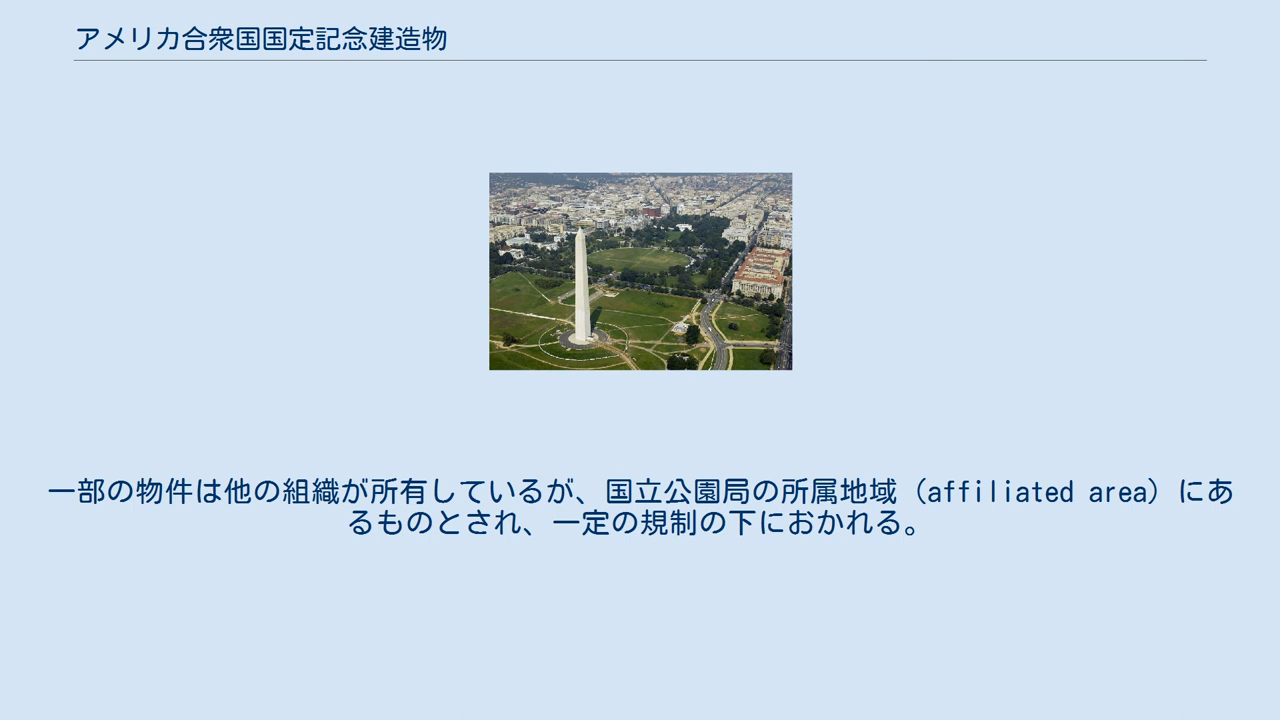 アメリカ合衆国国定記念建造物
一部の物件は他の組織が所有しているが、国立公園局の所属地域（affiliated area）にあ
るものとされ、一定の規制の下におかれる。